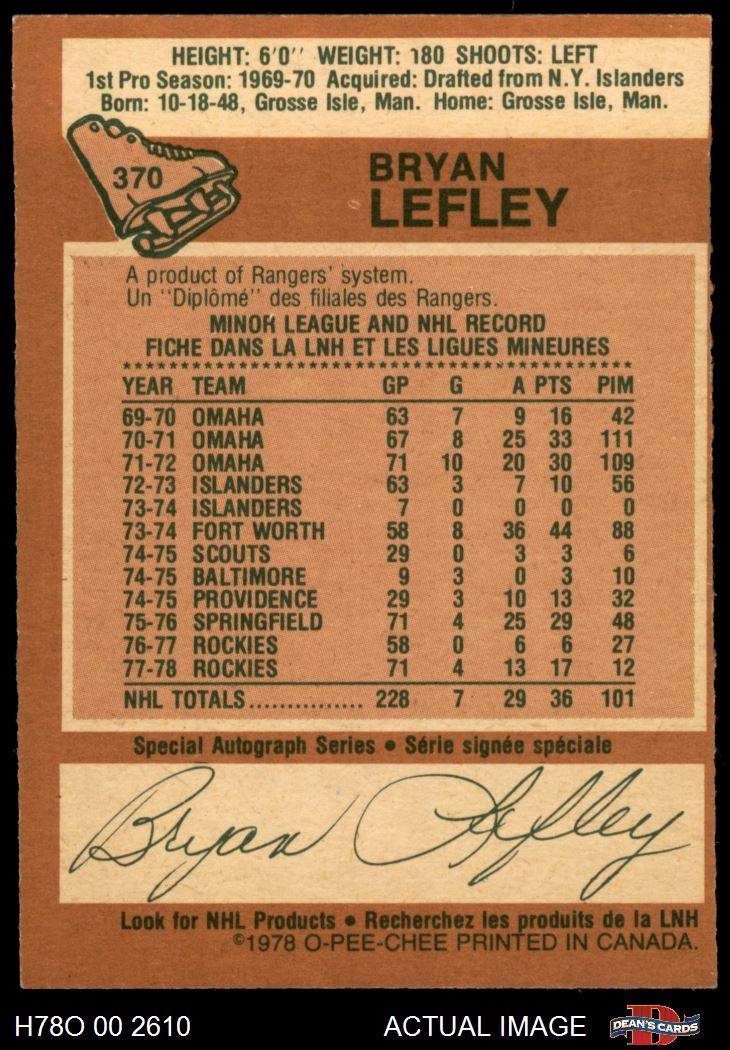 HEIGHT: 6'0'' WEIGHT: 180 SHOOTS: LEFT
1st Pro Season: 1969-70 Acquired: Drafted from N.Y. Islanders
Born: 10-18-48, Grosse Isle, Man. Home: Grosse Isle, Man.
370
BRYAN
LEFLEY
A product of Rangers' system.
Un "Diplômé" des filiales des Rangers.
MINOR LEAGUE AND NHL RECORD
FICHE DANS LA LNH ET LES LIGUES MINEURES
YEAR TEAM GP G A PTS PIM
69-70 OMAHA 63 7 9 16 42
70-71 OMAHA 67 8 25 33 111
71-72 OMAHA 71 10 20 30 109
72-73 ISLANDERS 63 3 7 10 56
73-74 ISLANDERS 7 0 0 0 0
73-74 FORT WORTH 58 8 36 44 88
74-75 SCOUTS 29 0 3 3 6
74-75 BALTIMORE 9 3 0 3 10
74-75 PROVIDENCE 29 3 10 13 32
75-76 SPRINGFIELD 71 4 25 29 48
76-77 ROCKIES 58 0 6 6 27
77-78 ROCKIES 71 4 13 17 12
NHL TOTALS............... 228 7 29 36 101
Special Autograph Series • Série signée spéciale
Bryan Lefley
Look for NHL Products • Recherchez les produits de la LNH
©1978 O-PEE-CHEE PRINTED IN CANADA.
H78O 00 2610 ACTUAL IMAGE D DEAN'S CARDS